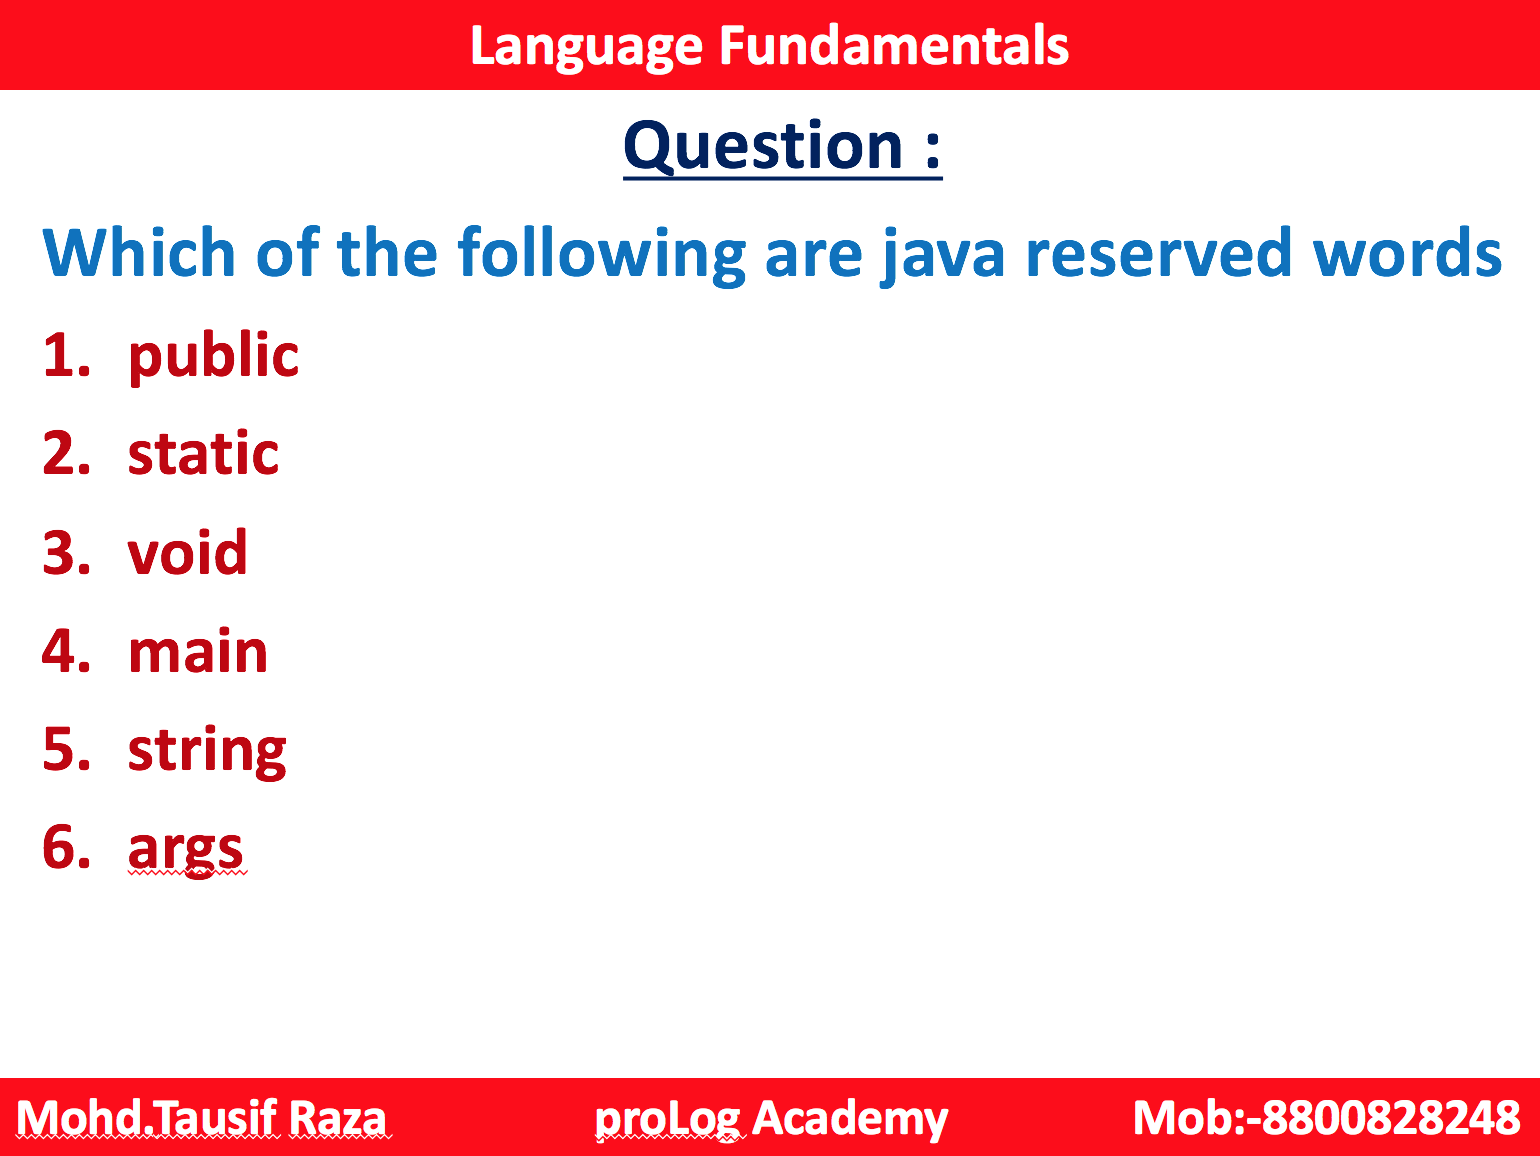 Language Fundamentals
Question :
Which of the following are java reserved words
1. public
2. static
3. void
4. main
5. string
6. args
Mohd.Tausif Raza proLog Academy Mob:-8800828248